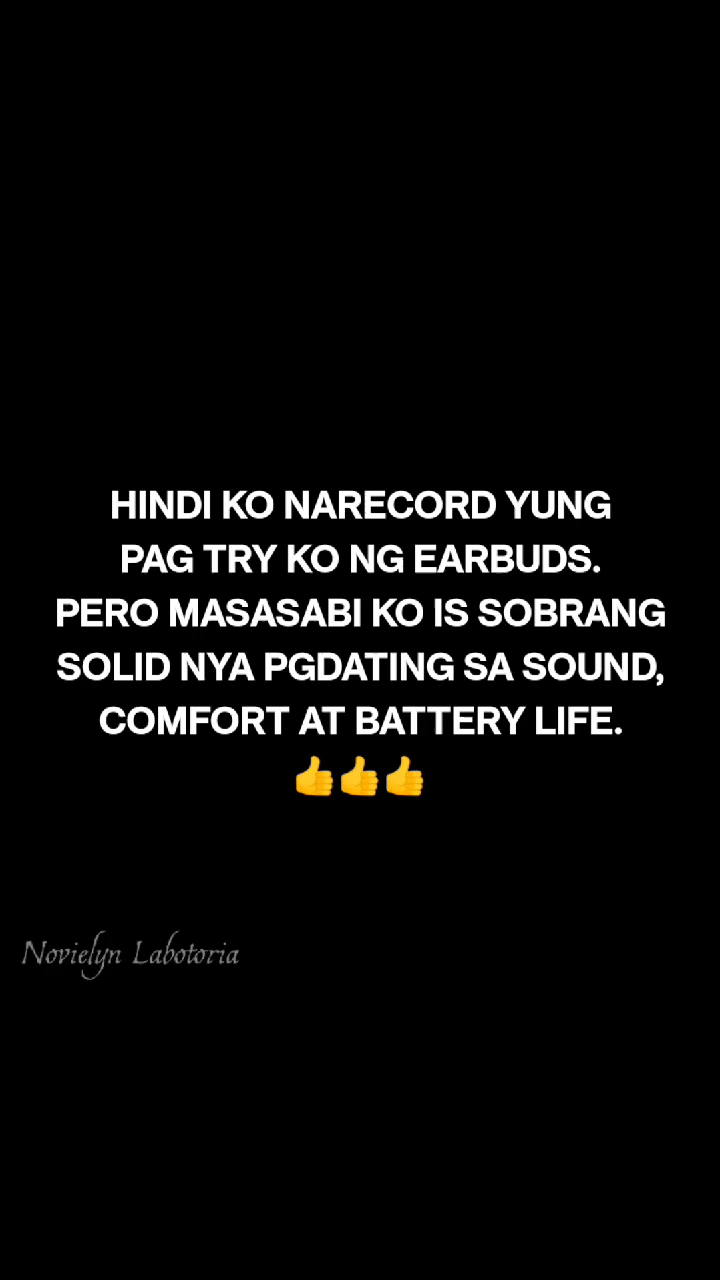 HINDI KO NARECORD YUNG
PAG TRY KO NG EARBUDS.
PERO MASASABI KO IS SOBRANG
SOLID NYA PGDATING SA SOUND,
COMFORT AT BATTERY LIFE.
👍👍👍
Novielyn Labotoria